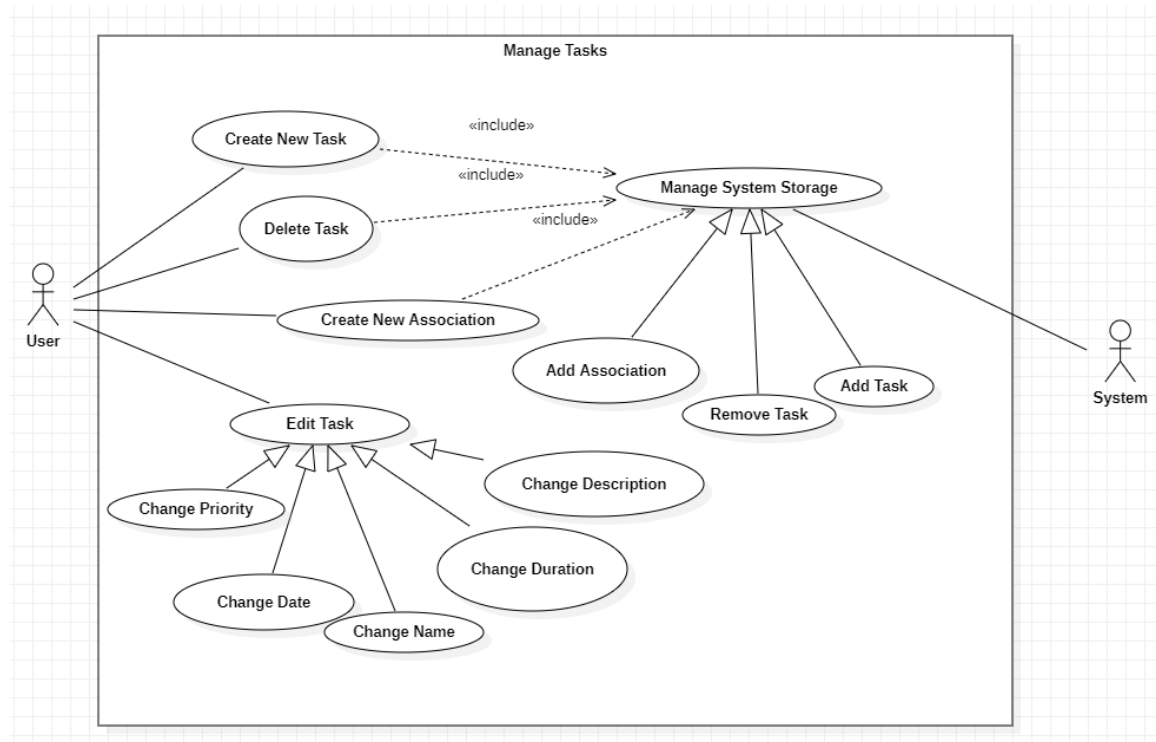 Manage Tasks
Create New Task
«include»
«include»
Manage System Storage
Delete Task
«include»
Create New Association
User
Add Association
Add Task
System
Remove Task
Edit Task
Change Description
Change Priority
Change Duration
Change Date
Change Name